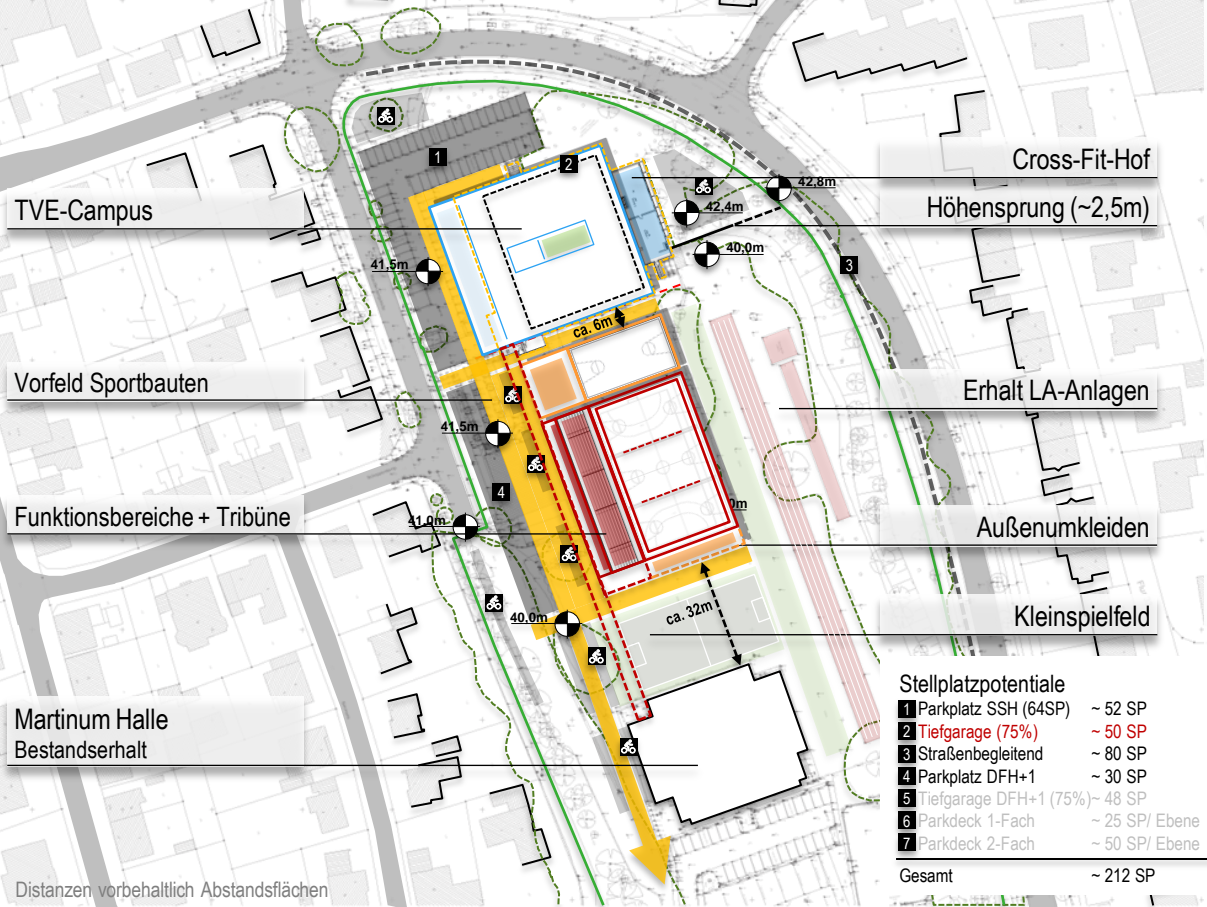 1
2
Cross-Fit-Hof
42,8m
TVE-Campus
42,4m
Höhensprung (~2,5m)
40,0m
41,5m
3
ca. 6m
Vorfeld Sportbauten
Erhalt LA-Anlagen
41,5m
4
Funktionsbereiche + Tribüne
41,0m
0m
Außenumkleiden
40,0m
ca. 32m
Kleinspielfeld
Martinum Halle
Bestandserhalt
Stellplatzpotentiale
1 Parkplatz SSH (64SP) ~ 52 SP
2 Tiefgarage (75%) ~ 50 SP
3 Straßenbegleitend ~ 80 SP
4 Parkplatz DFH+1 ~ 30 SP
5 Tiefgarage DFH+1 (75%) ~ 48 SP
6 Parkdeck 1-Fach ~ 25 SP/ Ebene
7 Parkdeck 2-Fach ~ 50 SP/ Ebene
Gesamt ~ 212 SP
Distanzen vorbehaltlich Abstandsflächen